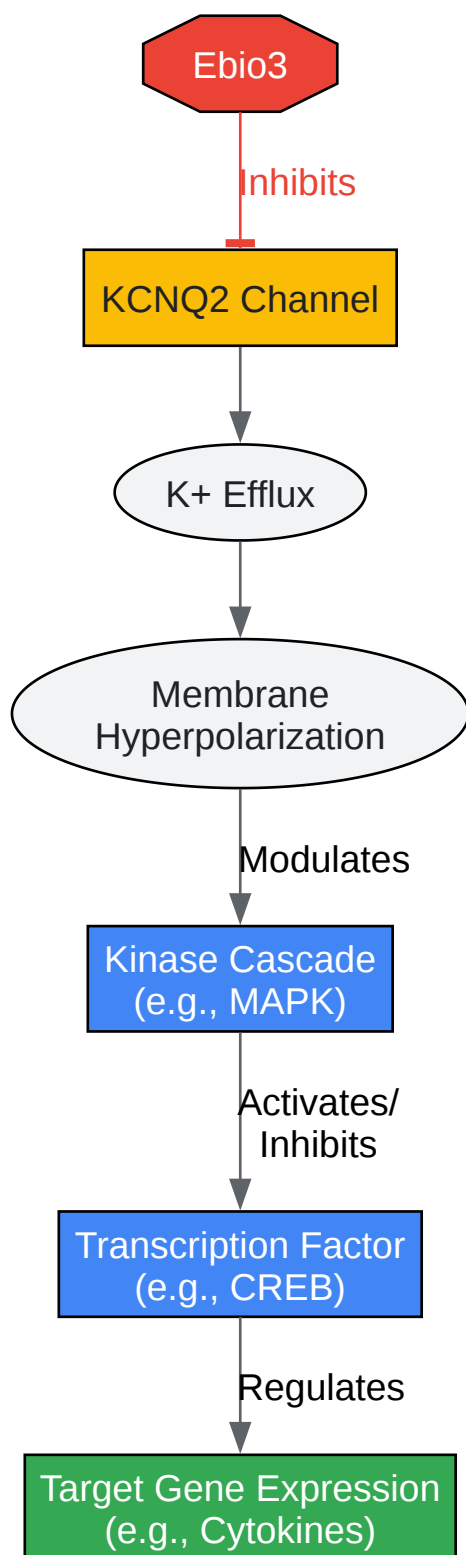 Ebio3
Inhibits
KCNQ2 Channel
K+ Efflux
Membrane
Hyperpolarization
Modulates
Kinase Cascade
(e.g., MAPK)
Activates/
Inhibits
Transcription Factor
(e.g., CREB)
Regulates
Target Gene Expression
(e.g., Cytokines)